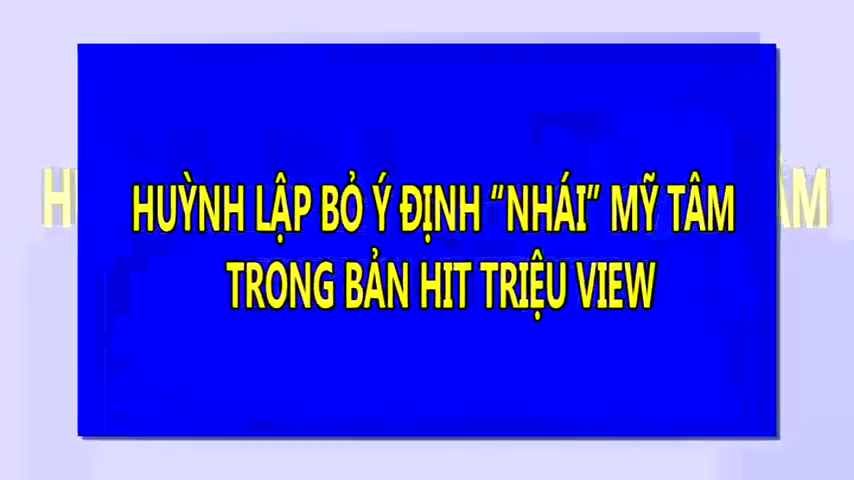 HUỲNH LẬP BỎ Ý ĐỊNH “NHÁI” MỸ TÂM
TRONG BẢN HIT TRIỆU VIEW